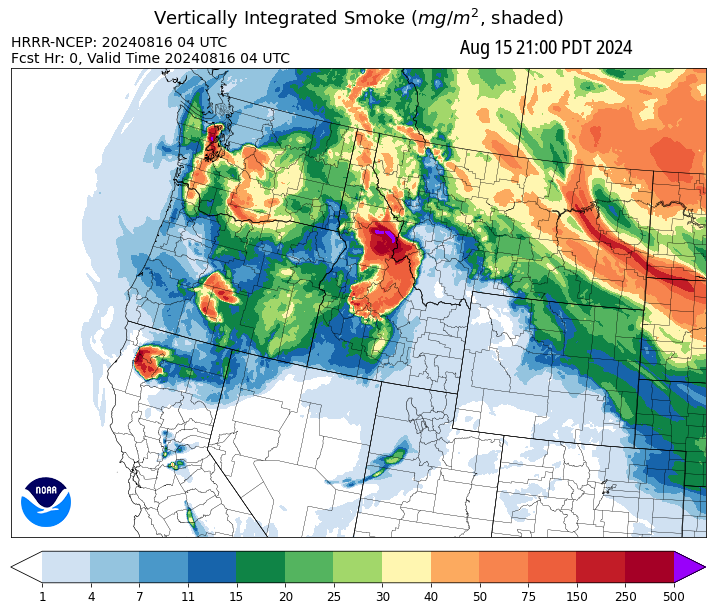 Vertically Integrated Smoke (mg/m², shaded)
HRRR-NCEP: 20240816 04 UTC
Aug 15 21:00 PDT 2024
Fcst Hr: 0, Valid Time 20240816 04 UTC
NOAA
1 4 7 11 15 20 25 30 40 50 75 150 250 500